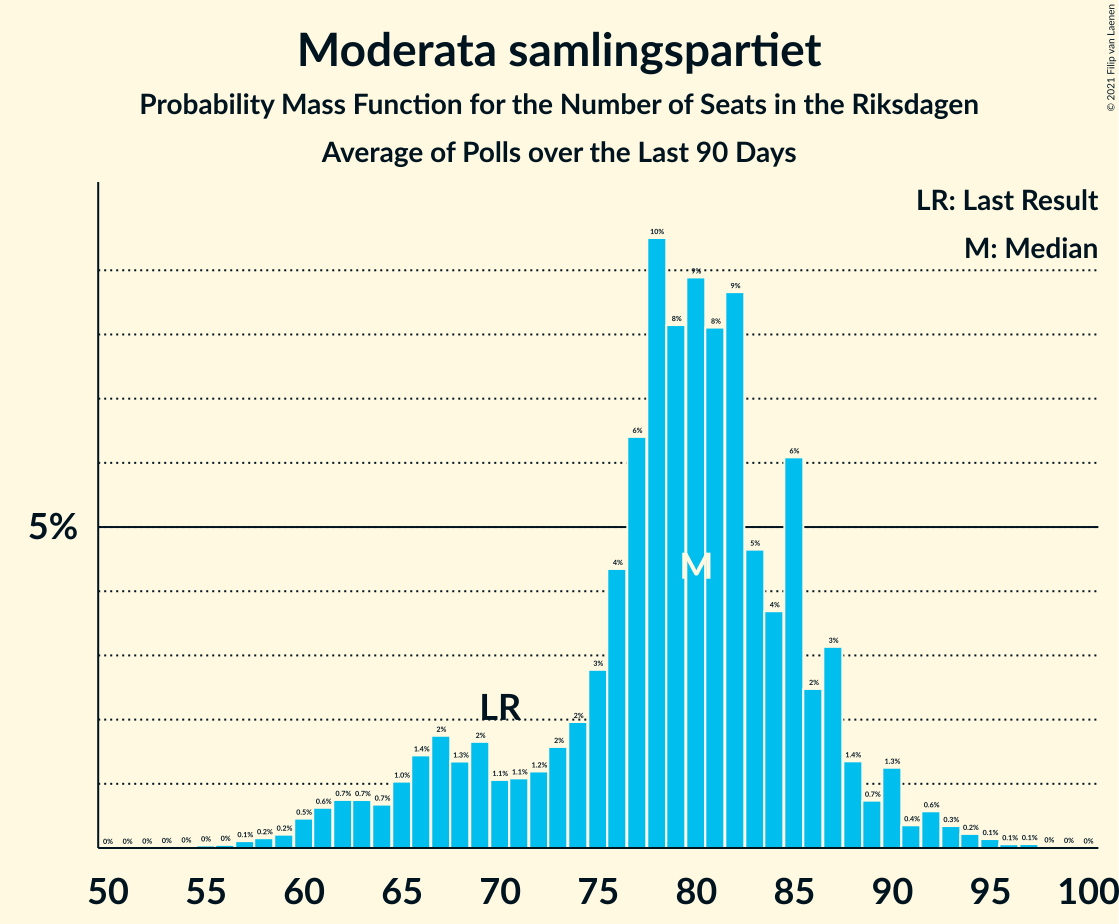 Moderata samlingspartiet
Probability Mass Function for the Number of Seats in the Riksdagen
Average of Polls over the Last 90 Days
© 2021 Filip van Laenen
LR: Last Result
M: Median
5%
0% 0% 0% 0% 0% 0% 0% 0.1% 0.2% 0.2% 0.5% 0.6% 0.7% 0.7% 0.7% 1.0% 1.4% 2% 1.3% 2% 1.1% 1.1% 1.2% 2% 2% 3% 4% 6% 10% 8% 9% 8% 9% 5% 4% 6% 2% 3% 1.4% 0.7% 1.3% 0.4% 0.6% 0.3% 0.2% 0.1% 0.1% 0.1% 0% 0% 0%
LR
M
50 55 60 65 70 75 80 85 90 95 100